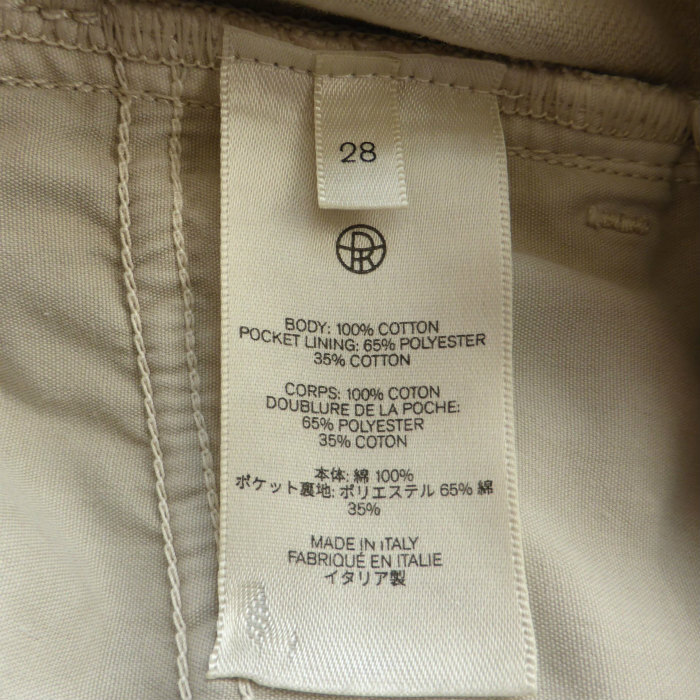 28
BODY: 100% COTTON
POCKET LINING: 65% POLYESTER
35% COTTON
CORPS: 100% COTON
DOUBLURE DE LA POCHE:
65% POLYESTER
35% COTON
本体: 綿 100%
ポケット裏地: ポリエステル 65% 綿
35%
MADE IN ITALY
FABRIQUÉ EN ITALIE
イタリア製